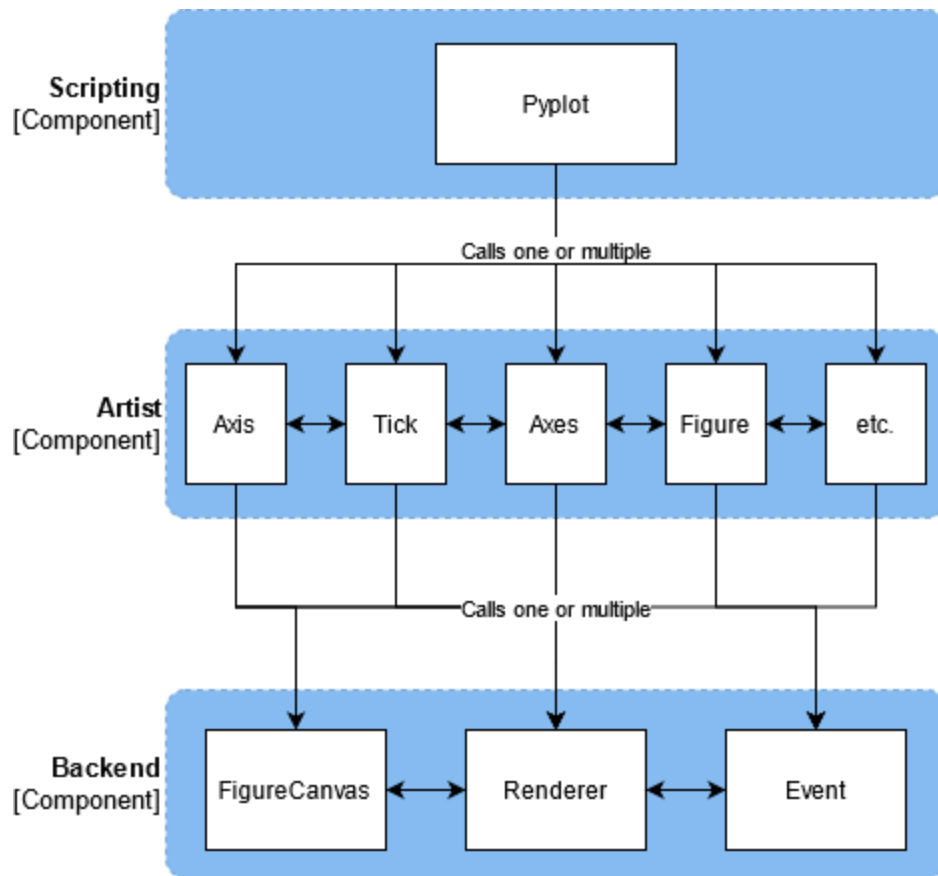 Scripting
[Component]
Pyplot
Calls one or multiple
Artist
[Component]
Axis
Tick
Axes
Figure
etc.
Calls one or multiple
Backend
[Component]
FigureCanvas
Renderer
Event